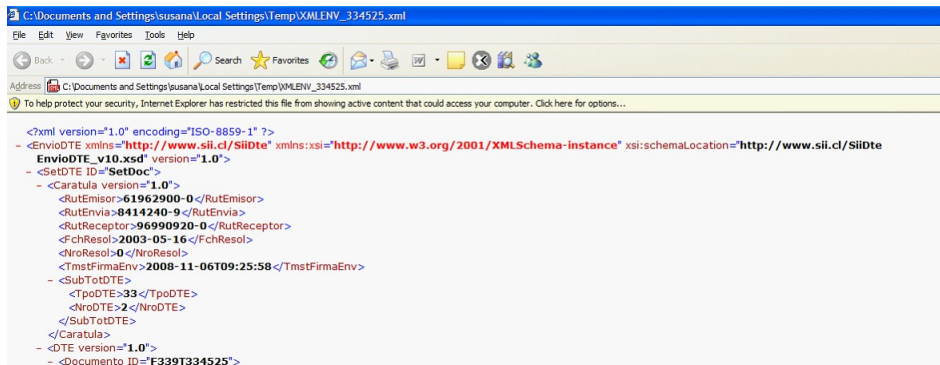 C:\Documents and Settings\susana\Local Settings\Temp\XMLENV_334525.xml
File Edit View Favorites Tools Help
Back Search Favorites
Address C:\Documents and Settings\susana\Local Settings\Temp\XMLENV_334525.xml
To help protect your security, Internet Explorer has restricted this file from showing active content that could access your computer. Click here for options...
<?xml version="1.0" encoding="ISO-8859-1" ?>
- <EnvioDTE xmlns="http://www.sii.cl/SiiDte" xmlns:xsi="http://www.w3.org/2001/XMLSchema-instance" xsi:schemaLocation="http://www.sii.cl/SiiDte
EnvioDTE_v10.xsd" version="1.0">
- <SetDTE ID="SetDoc">
- <Caratula version="1.0">
<RutEmisor>61962900-0</RutEmisor>
<RutEnvia>8414240-9</RutEnvia>
<RutReceptor>96990920-0</RutReceptor>
<FchResol>2003-05-16</FchResol>
<NroResol>0</NroResol>
<TmstFirmaEnv>2008-11-06T09:25:58</TmstFirmaEnv>
- <SubTotDTE>
<TpoDTE>33</TpoDTE>
<NroDTE>2</NroDTE>
</SubTotDTE>
</Caratula>
- <DTE version="1.0">
- <Documento ID="F339T334525">